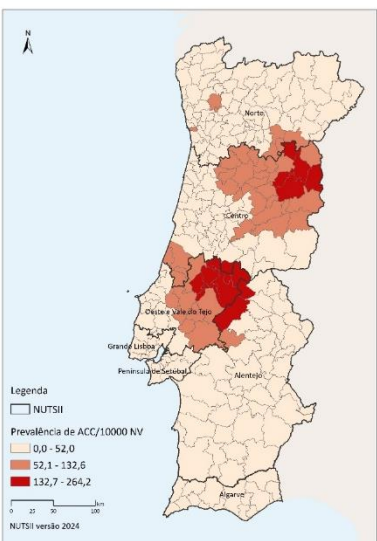 N
Norte
Centro
Oeste e Vale do Tejo
Grande Lisboa
Península de Setúbal
Alentejo
Algarve
Legenda
NUTSII
Prevalência de ACC/10000 NV
0,0 - 52,0
52,1 - 132,6
132,7 - 264,2
0 25 50 100
km
NUTSII versão 2024